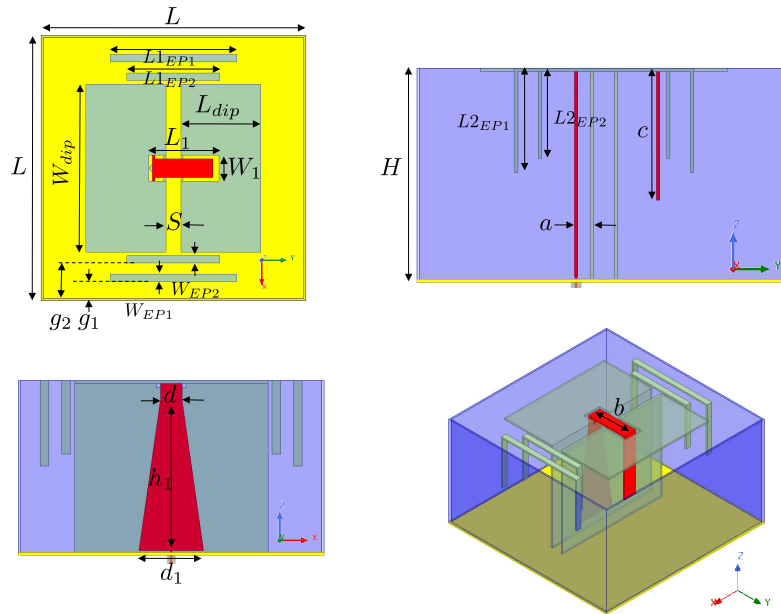 L
L1_{EP1}
L1_{EP2}
L_{dip}
L_1
W_{dip}
L
W_1
S
W_{EP2}
W_{EP1}
g_2 g_1
Z
Y
X
L2_{EP1}
L2_{EP2}
c
H
a
Z
X
Y
d
h_1
d_1
Z
Y
X
b
Z
X
Y